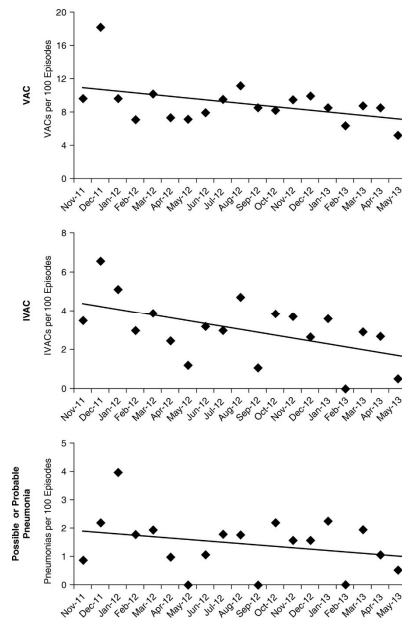 VAC
VACs per 100 Episodes
20
16
12
8
4
0
Nov-11
Dec-11
Jan-12
Feb-12
Mar-12
Apr-12
May-12
Jun-12
Jul-12
Aug-12
Sep-12
Oct-12
Nov-12
Dec-12
Jan-13
Feb-13
Mar-13
Apr-13
May-13
IVAC
IVACs per 100 Episodes
8
6
4
2
0
Nov-11
Dec-11
Jan-12
Feb-12
Mar-12
Apr-12
May-12
Jun-12
Jul-12
Aug-12
Sep-12
Oct-12
Nov-12
Dec-12
Jan-13
Feb-13
Mar-13
Apr-13
May-13
Possible or Probable
Pneumonia
Pneumonias per 100 Episodes
5
4
3
2
1
0
Nov-11
Dec-11
Jan-12
Feb-12
Mar-12
Apr-12
May-12
Jun-12
Jul-12
Aug-12
Sep-12
Oct-12
Nov-12
Dec-12
Jan-13
Feb-13
Mar-13
Apr-13
May-13